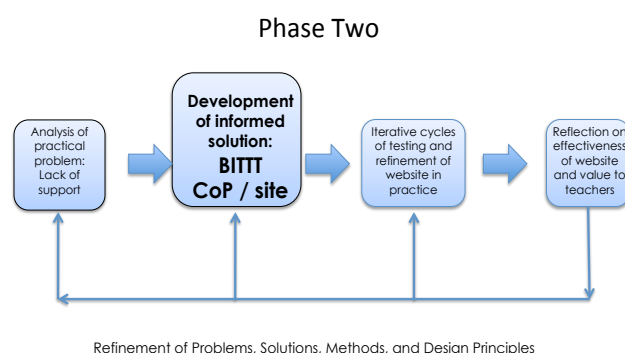 Phase Two
Analysis of
practical
problem:
Lack of
support
Development
of informed
solution:
BITTT
CoP / site
Iterative cycles
of testing and
refinement of
website in
practice
Reflection on
effectiveness
of website
and value to
teachers
Refinement of Problems, Solutions, Methods, and Design Principles